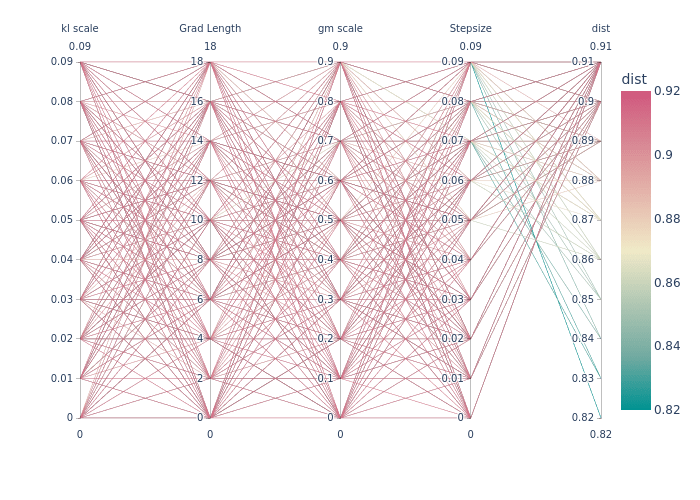 kl scale Grad Length gm scale Stepsize dist
0.09 18 0.9 0.09 0.91
0.09 18 0.9 0.09 0.91
dist
0.92
0.08 16 0.8 0.08 0.9
0.07 14 0.7 0.07 0.89
0.9
0.06 12 0.6 0.06 0.88
0.05 10 0.5 0.05 0.87
0.88
0.04 8 0.4 0.04 0.86
0.86
0.03 6 0.3 0.03 0.85
0.02 4 0.2 0.02 0.84
0.84
0.01 2 0.1 0.01 0.83
0.82
0 0 0 0 0.82
0 0 0 0 0.82